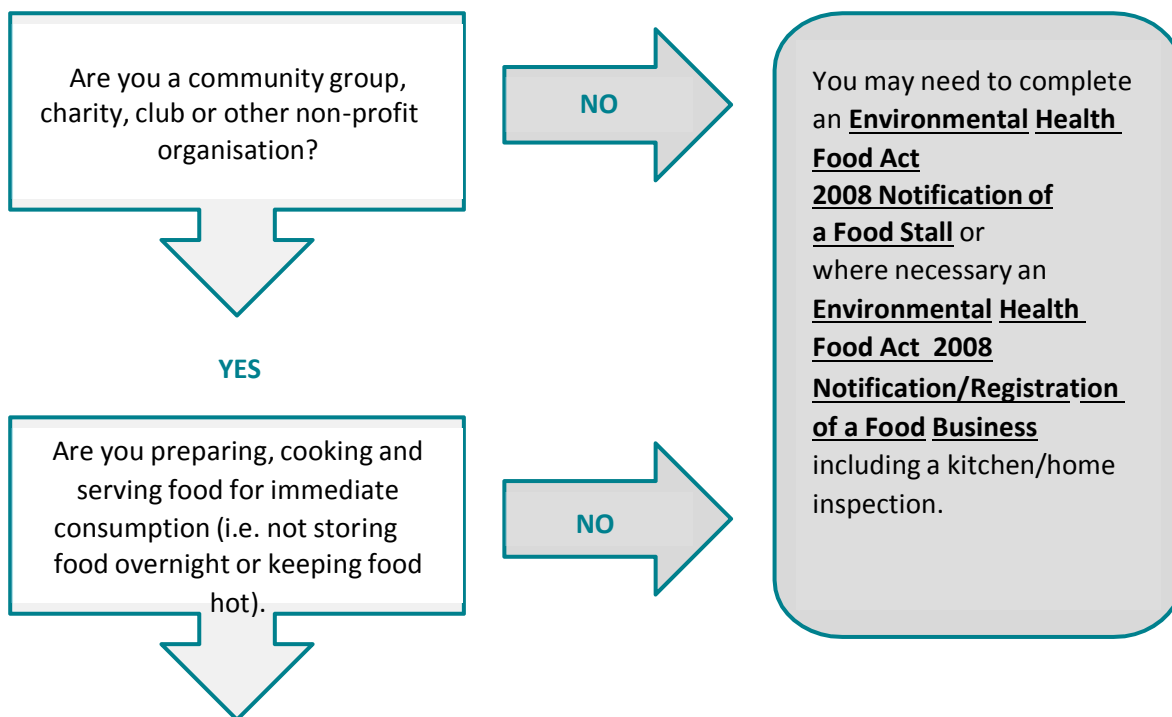 Are you a community group,
charity, club or other non-profit
organisation?
NO
You may need to complete
an Environmental Health
Food Act
2008 Notification of
a Food Stall or
where necessary an
Environmental Health
Food Act 2008
Notification/Registration
of a Food Business
including a kitchen/home
inspection.
YES
Are you preparing, cooking and
serving food for immediate
consumption (i.e. not storing
food overnight or keeping food
hot).
NO